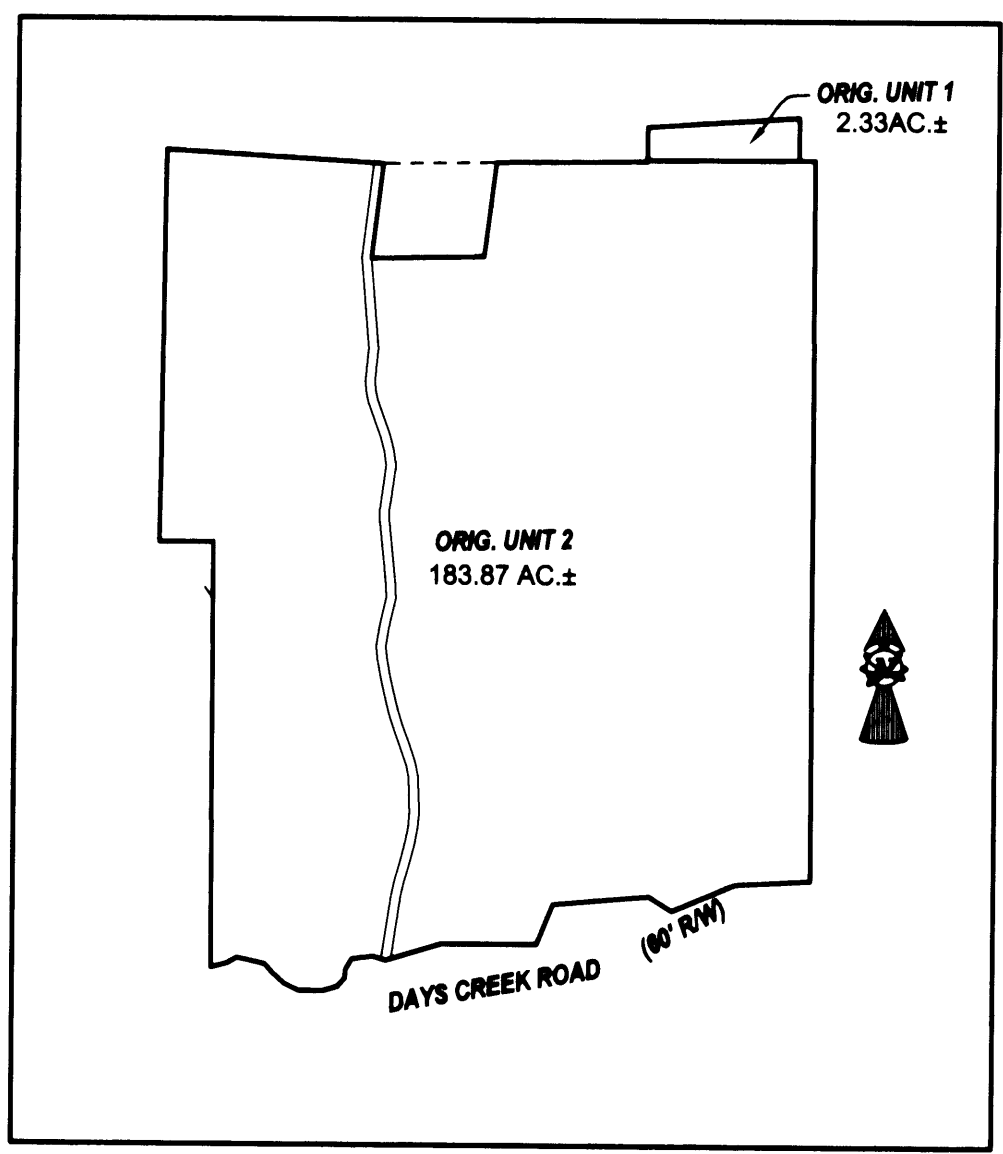 ORIG. UNIT 1
2.33AC.±
ORIG. UNIT 2
183.87 AC.±
(60' R/W)
DAYS CREEK ROAD